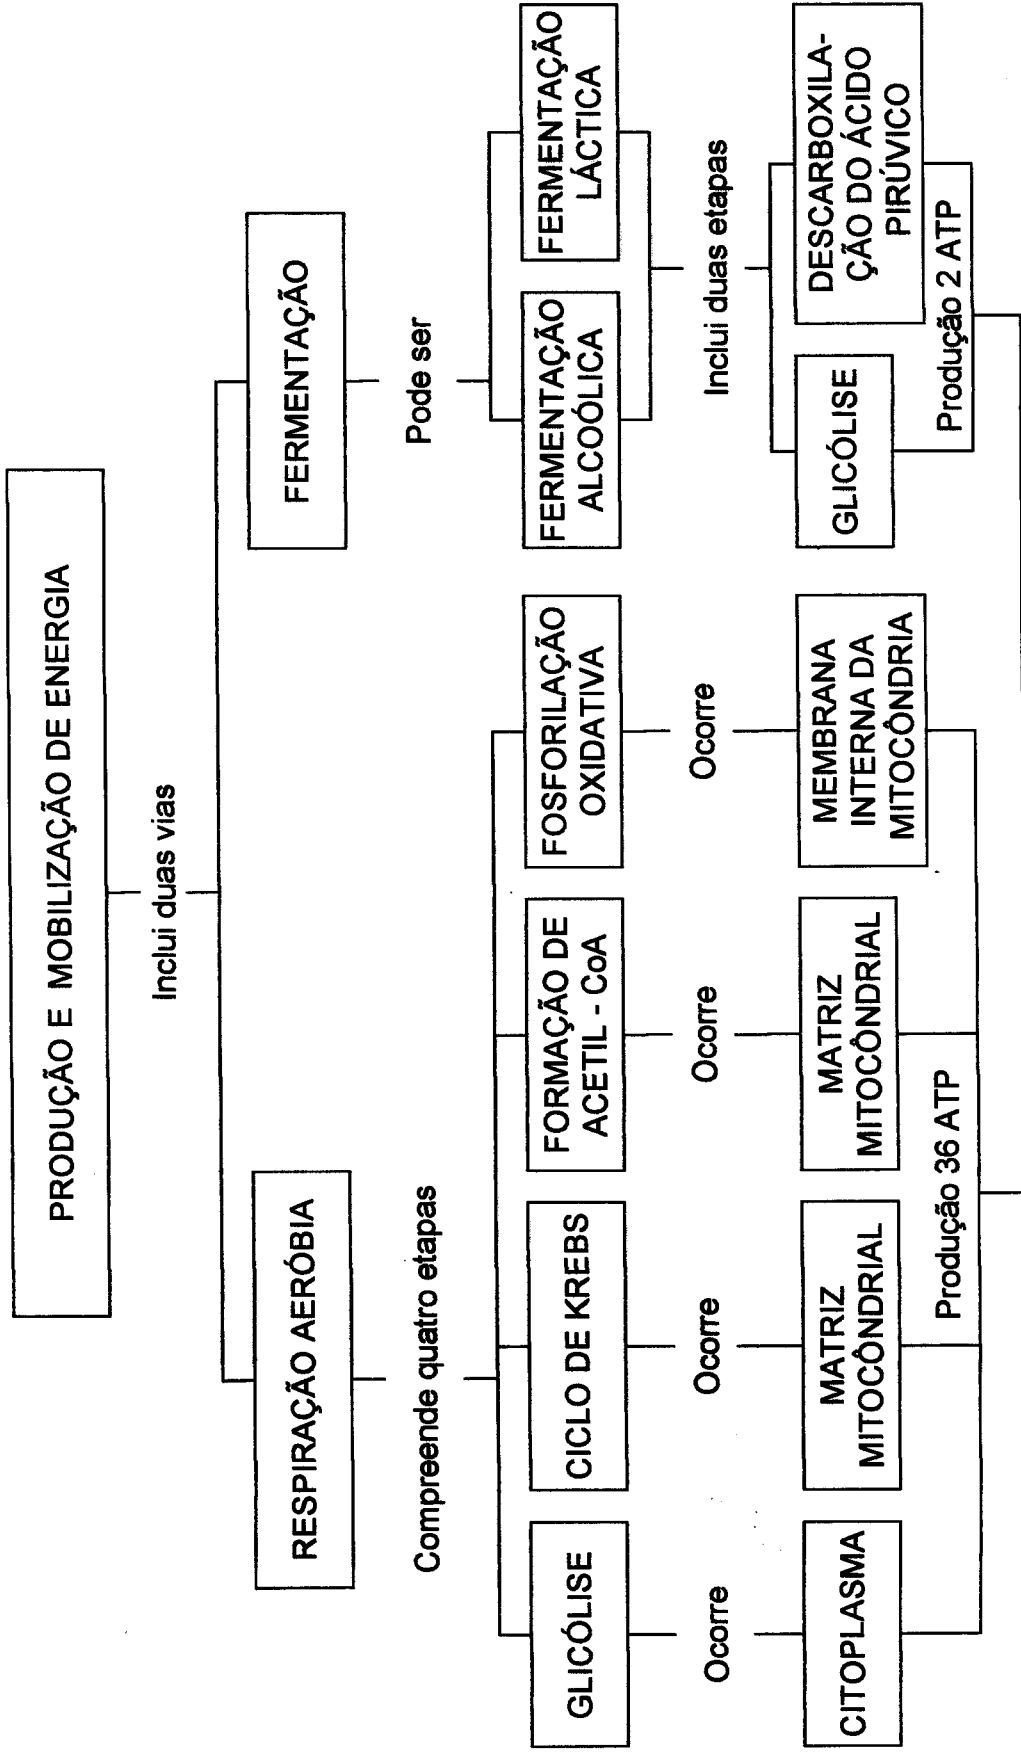 PRODUÇÃO E MOBILIZAÇÃO DE ENERGIA
Inclui duas vias
RESPIRAÇÃO AERÓBIA
FERMENTAÇÃO
Compreende quatro etapas
Pode ser
GLICÓLISE
CICLO DE KREBS
FORMAÇÃO DE
ACETIL - CoA
FOSFORILAÇÃO
OXIDATIVA
FERMENTAÇÃO
ALCOÓLICA
FERMENTAÇÃO
LÁCTICA
Ocorre
Ocorre
Ocorre
Ocorre
Inclui duas etapas
CITOPLASMA
MATRIZ
MITOCÔNDRIAL
MATRIZ
MITOCÔNDRIAL
MEMBRANA
INTERNA DA
MITOCÔNDRIA
GLICÓLISE
DESCARBOXILA-
ÇÃO DO ÁCIDO
PIRÚVICO
Produção 36 ATP
Produção 2 ATP